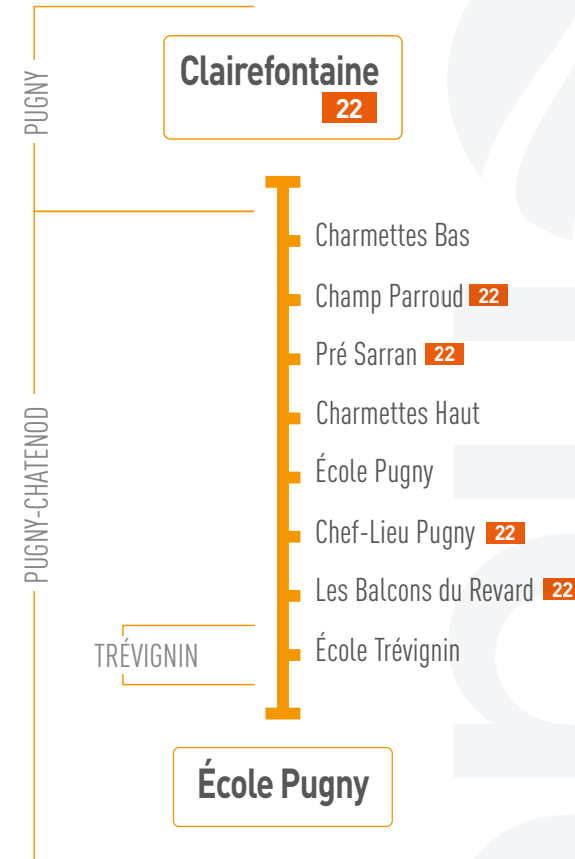 PUGNY
Clairefontaine
22
PUGNY-CHATENOD
Charmettes Bas
Champ Parroud 22
Pré Sarran 22
Charmettes Haut
École Pugny
Chef-Lieu Pugny 22
Les Balcons du Revard 22
TRÉVIGNIN
École Trévignin
École Pugny